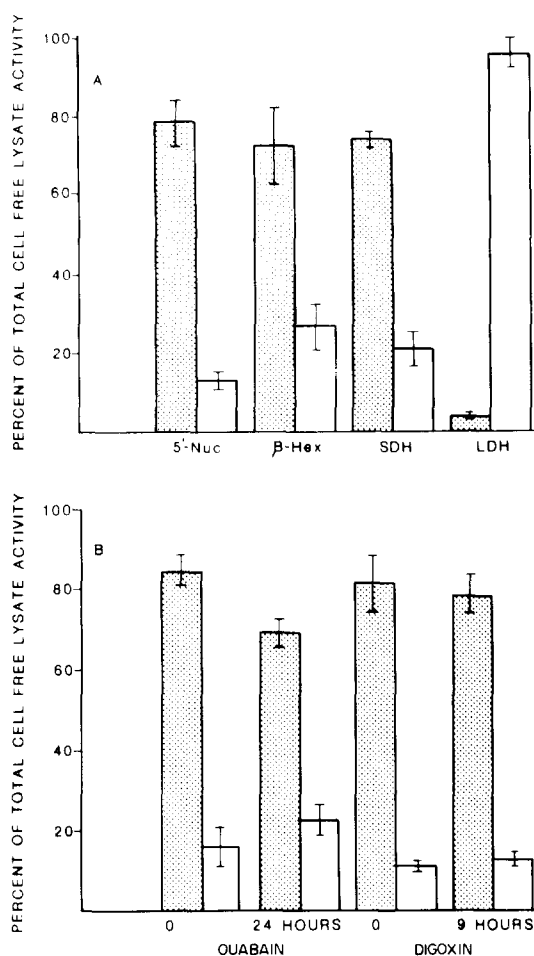 PERCENT OF TOTAL CELL FREE LYSATE ACTIVITY
100
A
80
60
40
20
5'-Nuc β-Hex SDH LDH
PERCENT OF TOTAL CELL FREE LYSATE ACTIVITY
100
B
80
60
40
20
0 24 HOURS 0 9 HOURS
OUABAIN DIGOXIN